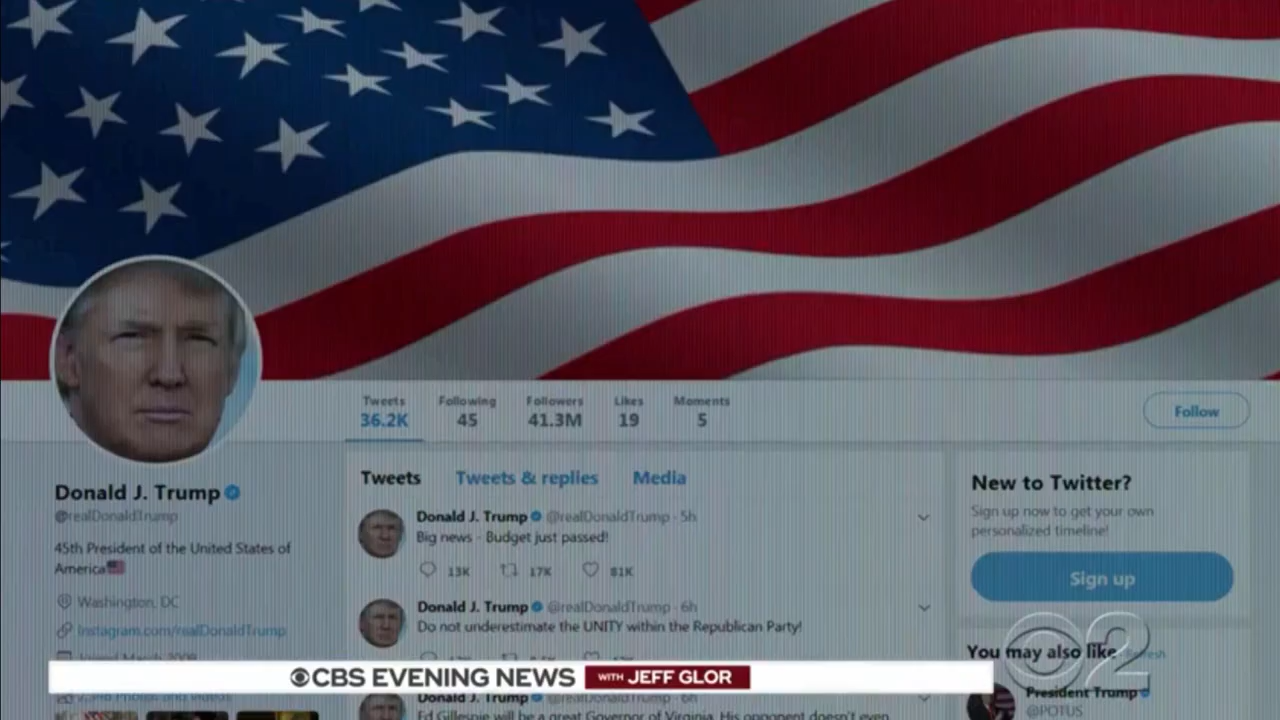 Tweets Following Followers Likes Moments
36.2K 45 41.3M 19 5
Follow
Donald J. Trump
@realDonaldTrump
45th President of the United States of
America
Washington, DC
Instagram.com/realDonaldTrump
Joined March 2009
Tweets Tweets & replies Media
Donald J. Trump @realDonaldTrump · 5h
Big news - Budget just passed!
13K 17K 81K
Donald J. Trump @realDonaldTrump · 6h
Do not underestimate the UNITY within the Republican Party!
Donald J. Trump @realDonaldTrump · 6h
Ed Gillespie will be a great Governor of Virginia. His opponent doesn't even
New to Twitter?
Sign up now to get your own
personalized timeline!
Sign up
You may also like
President Trump
@POTUS
2
CBS EVENING NEWS WITH JEFF GLOR